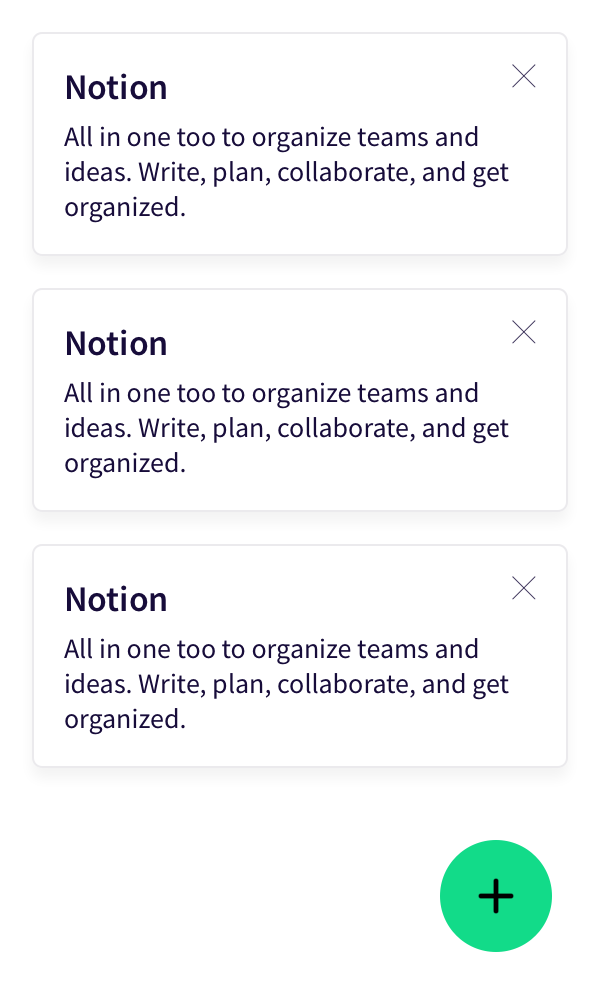 Notion
All in one too to organize teams and
ideas. Write, plan, collaborate, and get
organized.
Notion
All in one too to organize teams and
ideas. Write, plan, collaborate, and get
organized.
Notion
All in one too to organize teams and
ideas. Write, plan, collaborate, and get
organized.